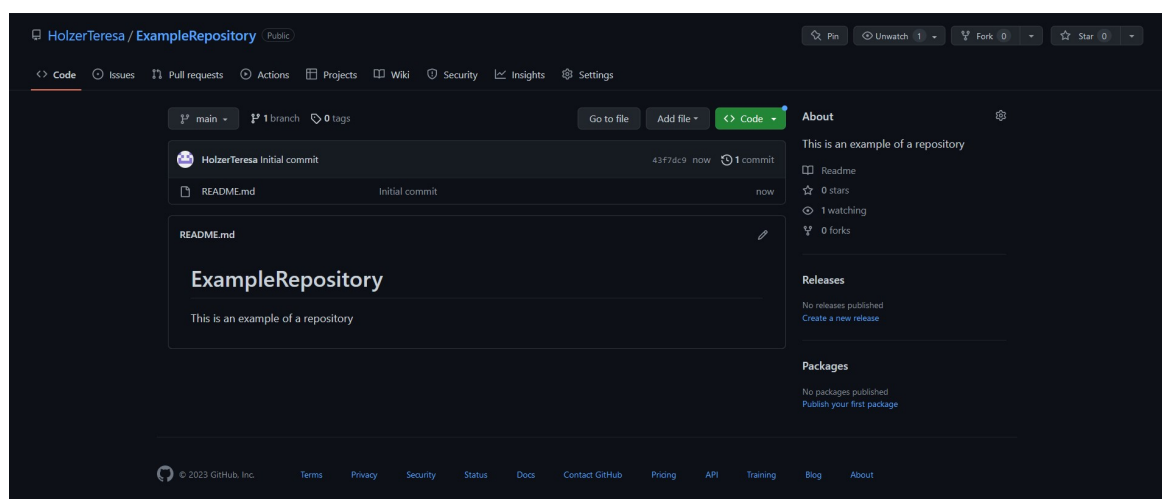 HolzerTeresa / ExampleRepository Public Pin Unwatch 1 Fork 0 Star 0
Code Issues Pull requests Actions Projects Wiki Security Insights Settings
main 1 branch 0 tags Go to file Add file Code
HolzerTeresa Initial commit 43f7dc9 now 1 commit
README.md Initial commit now
README.md
ExampleRepository
This is an example of a repository
About
This is an example of a repository
Readme
0 stars
1 watching
0 forks
Releases
No releases published
Create a new release
Packages
No packages published
Publish your first package
© 2023 GitHub, Inc. Terms Privacy Security Status Docs Contact GitHub Pricing API Training Blog About